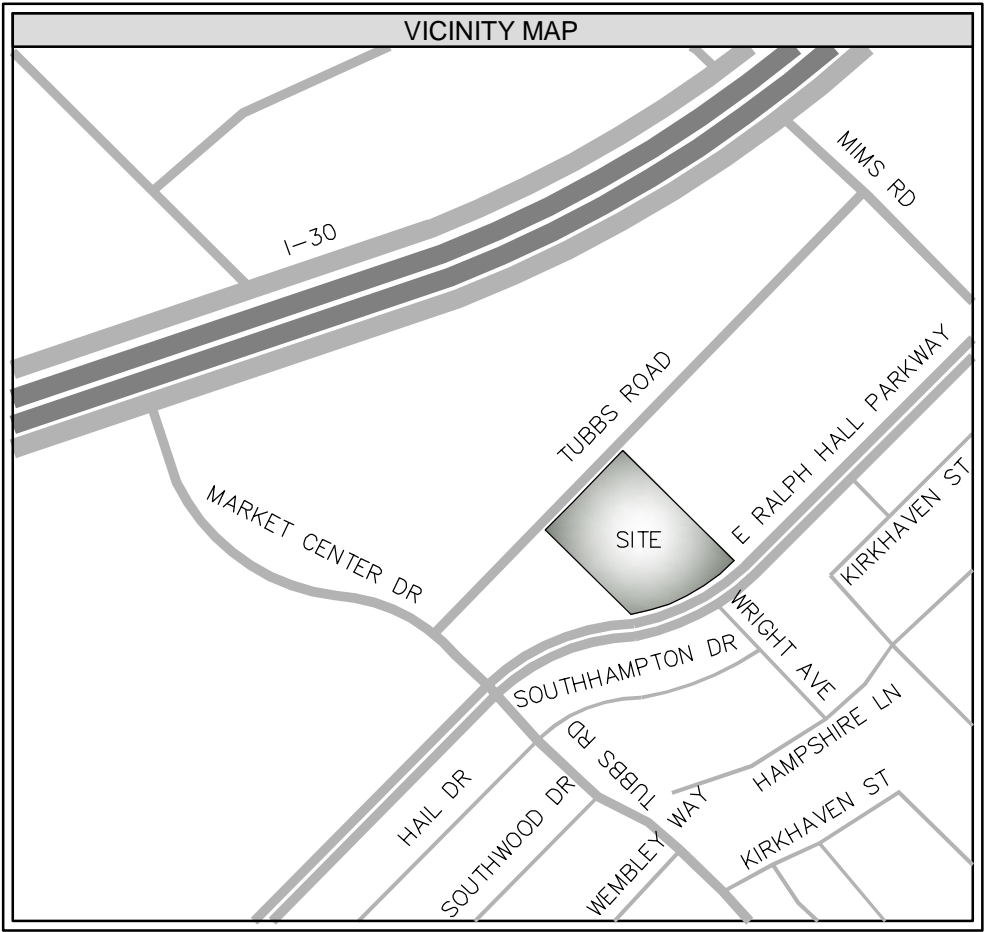 VICINITY MAP
MIMS RD
I-30
TUBBS ROAD
E RALPH HALL PARKWAY
KIRKHAVEN ST
MARKET CENTER DR
SITE
WRIGHT AVE
SOUTHHAMPTON DR
TUBBS RD
HAMPSHIRE LN
HAIL DR
SOUTHWOOD DR
WEMBLEY WAY
KIRKHAVEN ST